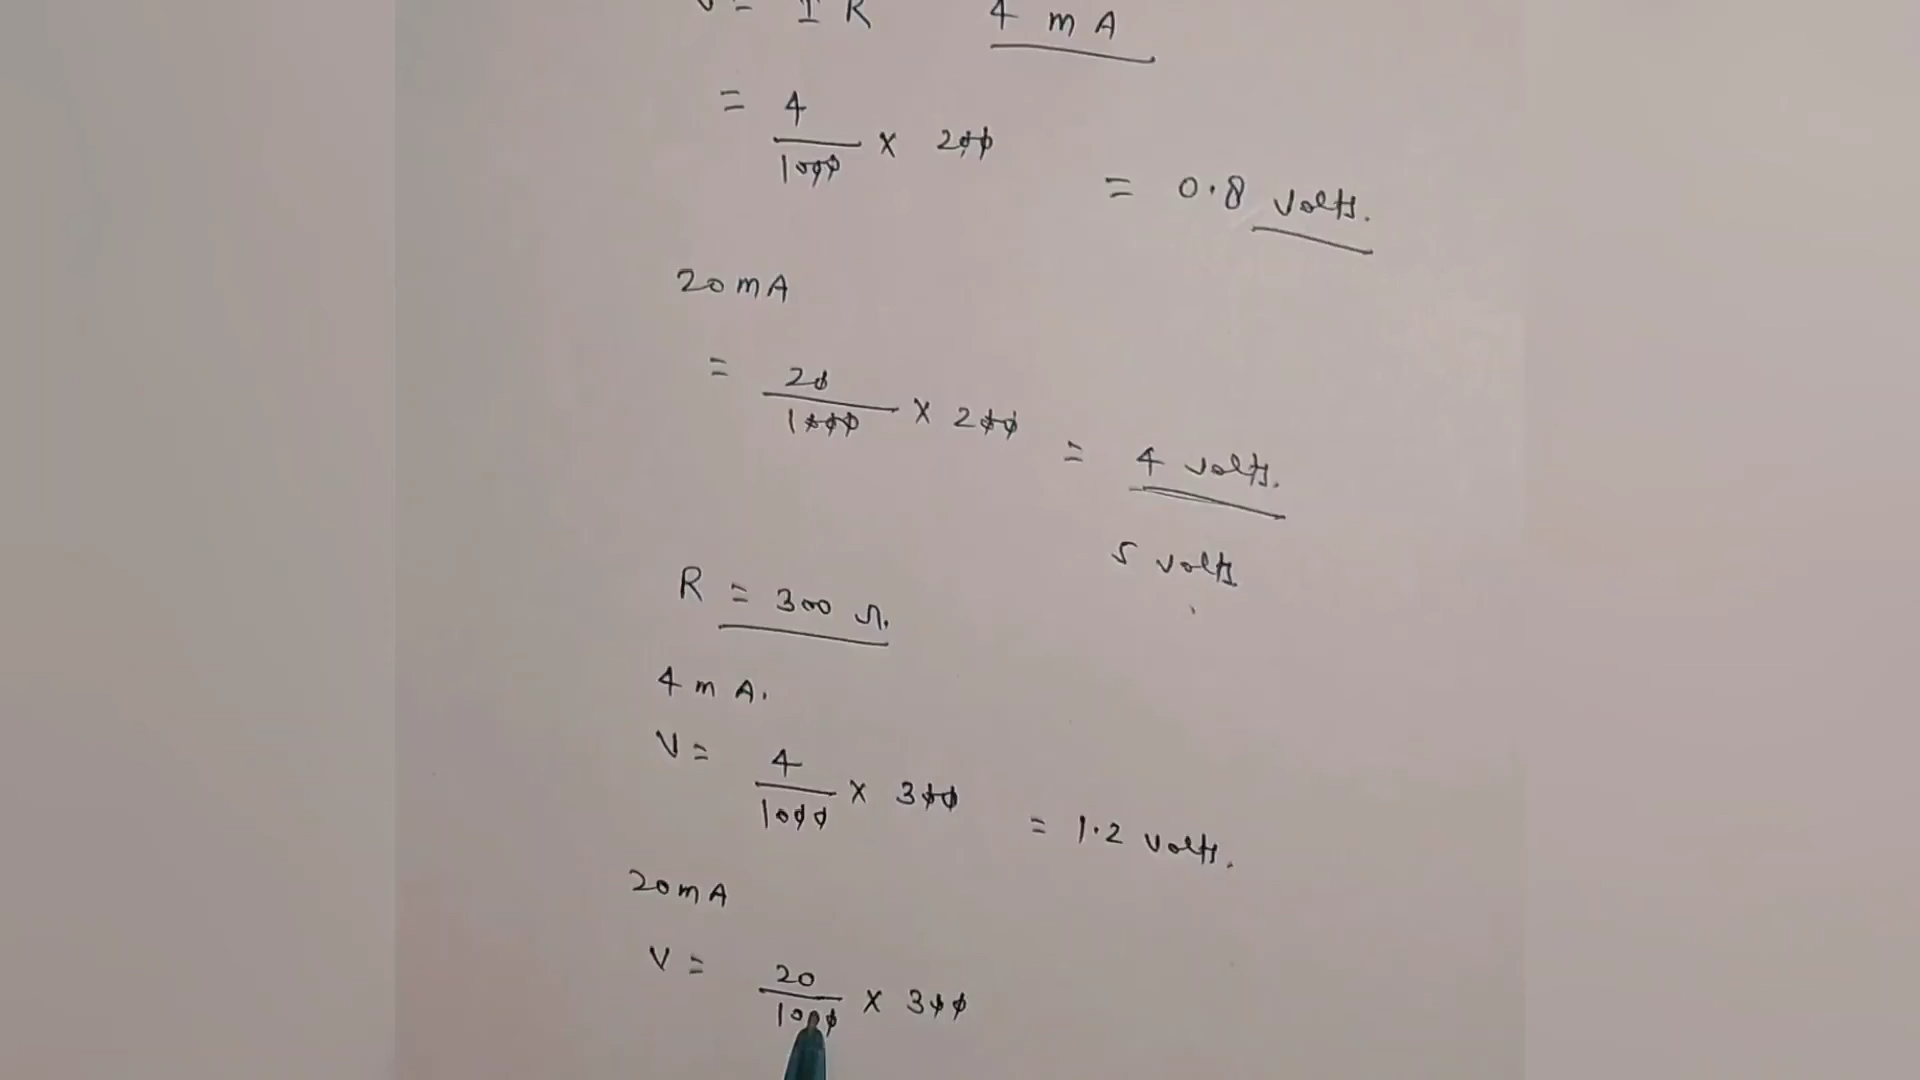 V = I R 4 mA
= 4/1000 x 200 = 0.8 volts.
20 mA
= 20/1000 x 200 = 4 volts.
5 volts
R = 300 Ω.
4 mA.
V = 4/1000 x 300 = 1.2 volts.
20 mA
V = 20/1000 x 300